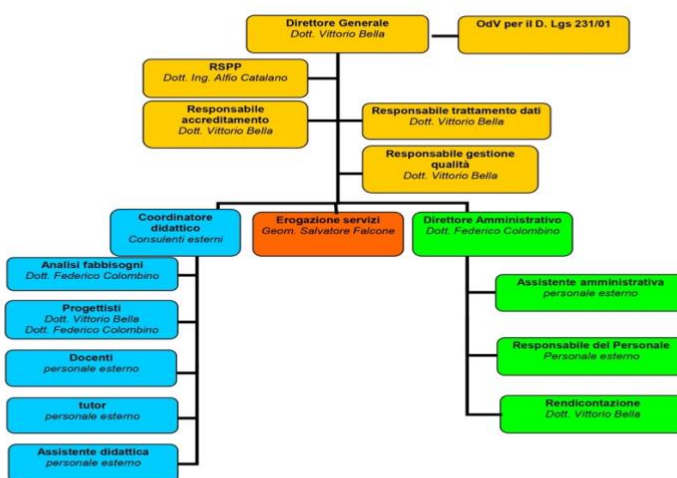 Direttore Generale
Dott. Vittorio Bella
OdV per il D. Lgs 231/01
RSPP
Dott. Ing. Alfio Catalano
Responsabile
accreditamento
Dott. Vittorio Bella
Responsabile trattamento dati
Dott. Vittorio Bella
Responsabile gestione
qualità
Dott. Vittorio Bella
Coordinatore
didattico
Consulenti esterni
Erogazione servizi
Geom. Salvatore Falcone
Direttore Amministrativo
Dott. Federico Colombino
Analisi fabbisogni
Dott. Federico Colombino
Progettisti
Dott. Vittorio Bella
Dott. Federico Colombino
Docenti
personale esterno
tutor
personale esterno
Assistente didattica
personale esterno
Assistente amministrativa
personale esterno
Responsabile del Personale
Personale esterno
Rendicontazione
Dott. Vittorio Bella